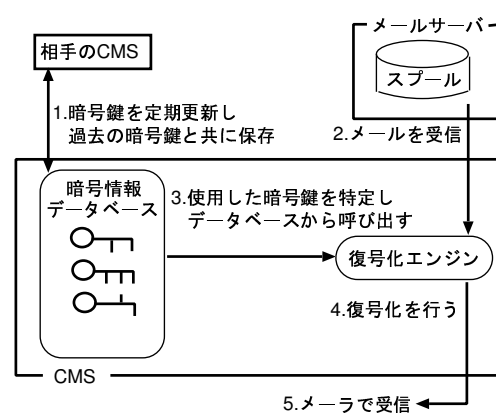 メールサーバ
相手のCMS
スプール
1.暗号鍵を定期更新し
過去の暗号鍵と共に保存
2.メールを受信
暗号情報
データベース
3.使用した暗号鍵を特定し
データベースから呼び出す
復号化エンジン
4.復号化を行う
CMS
5.メーラで受信